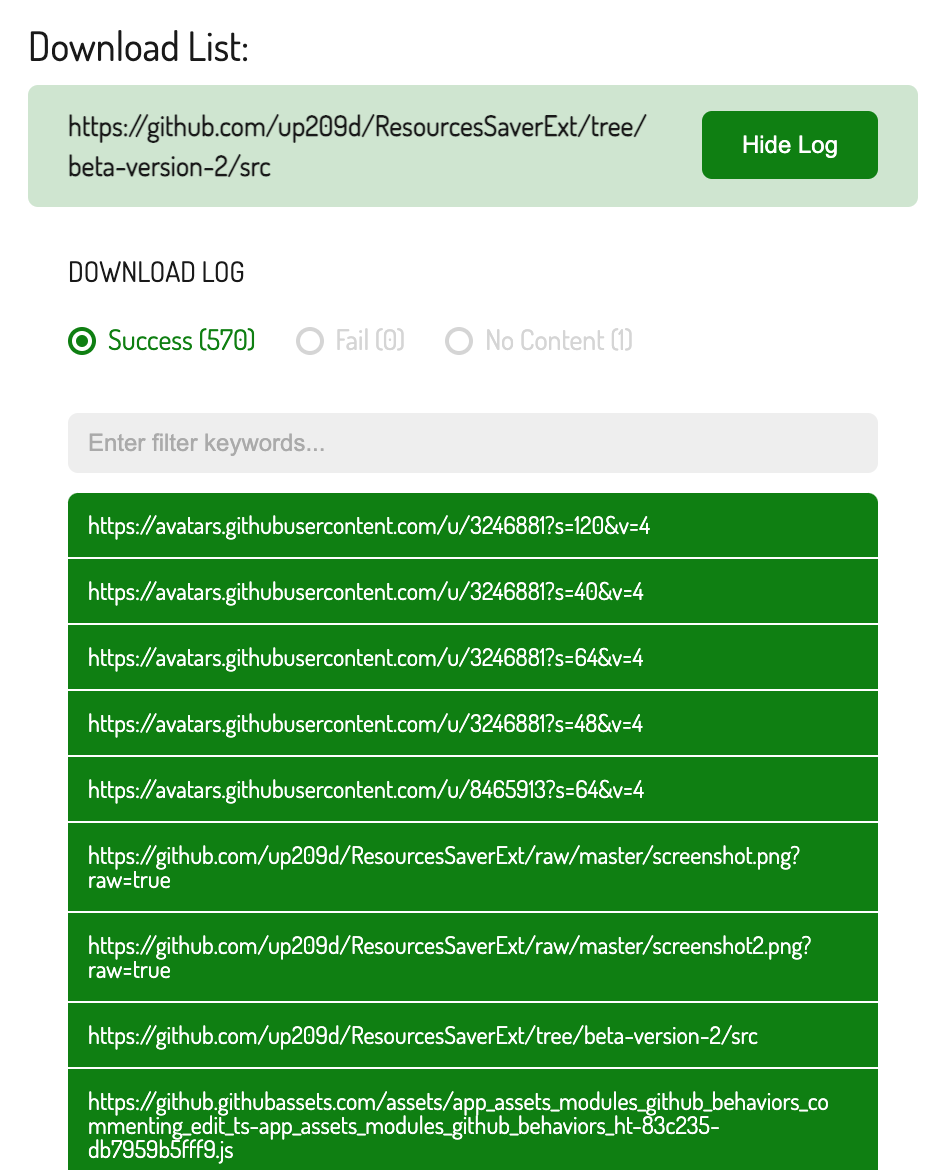 Download List:
https://github.com/up209d/ResourcesSaverExt/tree/
beta-version-2/src
Hide Log
DOWNLOAD LOG
Success (570)
Fail (0)
No Content (1)
Enter filter keywords...
https://avatars.githubusercontent.com/u/3246881?s=120&v=4
https://avatars.githubusercontent.com/u/3246881?s=40&v=4
https://avatars.githubusercontent.com/u/3246881?s=64&v=4
https://avatars.githubusercontent.com/u/3246881?s=48&v=4
https://avatars.githubusercontent.com/u/8465913?s=64&v=4
https://github.com/up209d/ResourcesSaverExt/raw/master/screenshot.png?
raw=true
https://github.com/up209d/ResourcesSaverExt/raw/master/screenshot2.png?
raw=true
https://github.com/up209d/ResourcesSaverExt/tree/beta-version-2/src
https://github.githubassets.com/assets/app_assets_modules_github_behaviors_co
mmenting_edit_ts-app_assets_modules_github_behaviors_ht-83c235-
db7959b5fff9.js